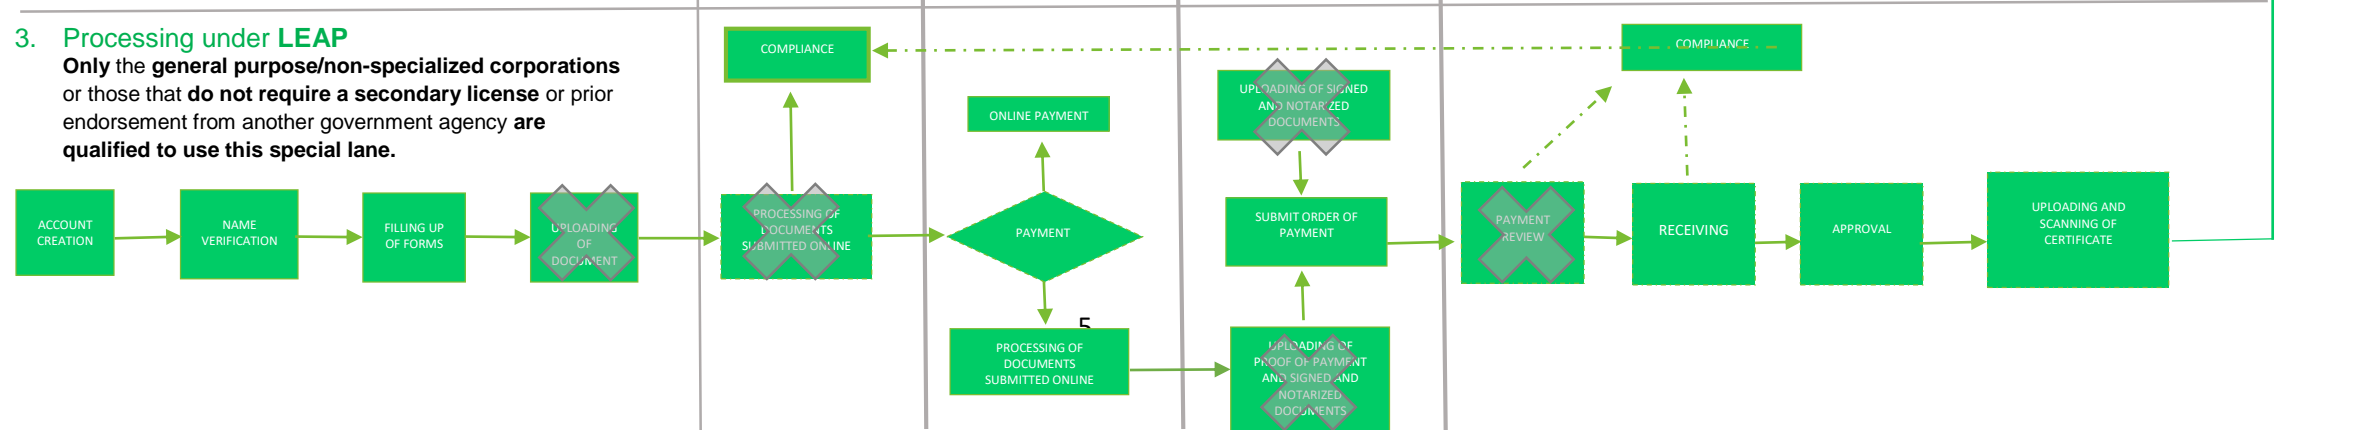 3. Processing under LEAP
Only the general purpose/non-specialized corporations
or those that do not require a secondary license or prior
endorsement from another government agency are
qualified to use this special lane.
COMPLIANCE
COMPLIANCE
ONLINE PAYMENT
UPLOADING OF SIGNED
AND NOTARIZED
DOCUMENTS
ACCOUNT
CREATION
NAME
VERIFICATION
FILLING UP
OF FORMS
UPLOADING
OF
DOCUMENT
PROCESSING OF
DOCUMENTS
SUBMITTED ONLINE
PAYMENT
SUBMIT ORDER OF
PAYMENT
PAYMENT
REVIEW
RECEIVING
APPROVAL
UPLOADING AND
SCANNING OF
CERTIFICATE
5
PROCESSING OF
DOCUMENTS
SUBMITTED ONLINE
UPLOADING OF
PROOF OF PAYMENT
AND SIGNED AND
NOTARIZED
DOCUMENTS